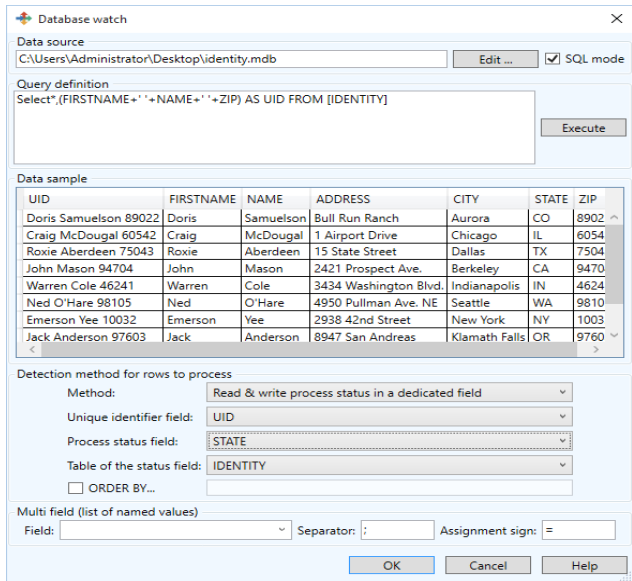 Database watch
Data source
C:\Users\Administrator\Desktop\identity.mdb Edit ... SQL mode
Query definition
Select*,(FIRSTNAME+' '+NAME+' '+ZIP) AS UID FROM [IDENTITY]
Execute
Data sample
UID FIRSTNAME NAME ADDRESS CITY STATE ZIP
Doris Samuelson 89022 Doris Samuelson Bull Run Ranch Aurora CO 8902
Craig McDougal 60542 Craig McDougal 1 Airport Drive Chicago IL 6054
Roxie Aberdeen 75043 Roxie Aberdeen 15 State Street Dallas TX 7504
John Mason 94704 John Mason 2421 Prospect Ave. Berkeley CA 9470
Warren Cole 46241 Warren Cole 3434 Washington Blvd. Indianapolis IN 4624
Ned O'Hare 98105 Ned O'Hare 4950 Pullman Ave. NE Seattle WA 9810
Emerson Yee 10032 Emerson Yee 2938 42nd Street New York NY 1003
Jack Anderson 97603 Jack Anderson 8947 San Andreas Klamath Falls OR 9760
Detection method for rows to process
Method: Read & write process status in a dedicated field
Unique identifier field: UID
Process status field: STATE
Table of the status field: IDENTITY
ORDER BY...
Multi field (list of named values)
Field: Separator: ; Assignment sign: =
OK Cancel Help